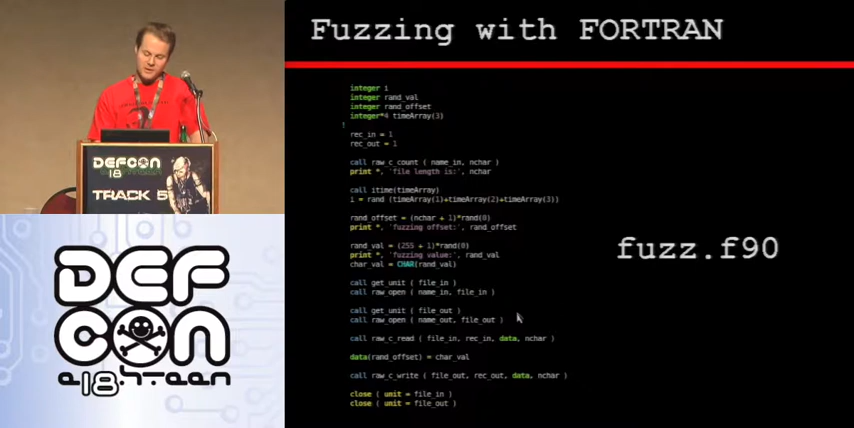 Fuzzing with FORTRAN
integer i
integer rand_val
integer rand_offset
integer*4 timeArray(3)
!
rec_in = 1
rec_out = 1
call raw_c_count ( name_in, nchar )
print *, 'file length is:', nchar
call itime(timeArray)
i = rand (timeArray(1)+timeArray(2)+timeArray(3))
rand_offset = (nchar + 1)*rand(0)
print *, 'fuzzing offset:', rand_offset
rand_val = (255 + 1)*rand(0)
print *, 'fuzzing value:', rand_val
char_val = CHAR(rand_val)
call get_unit ( file_in )
call raw_open ( name_in, file_in )
call get_unit ( file_out )
call raw_open ( name_out, file_out )
call raw_c_read ( file_in, rec_in, data, nchar )
data(rand_offset) = char_val
call raw_c_write ( file_out, rec_out, data, nchar )
close ( unit = file_in )
close ( unit = file_out )
fuzz.f90
DEFCON
18
TRACK 5
DEF
CON
e18hteen